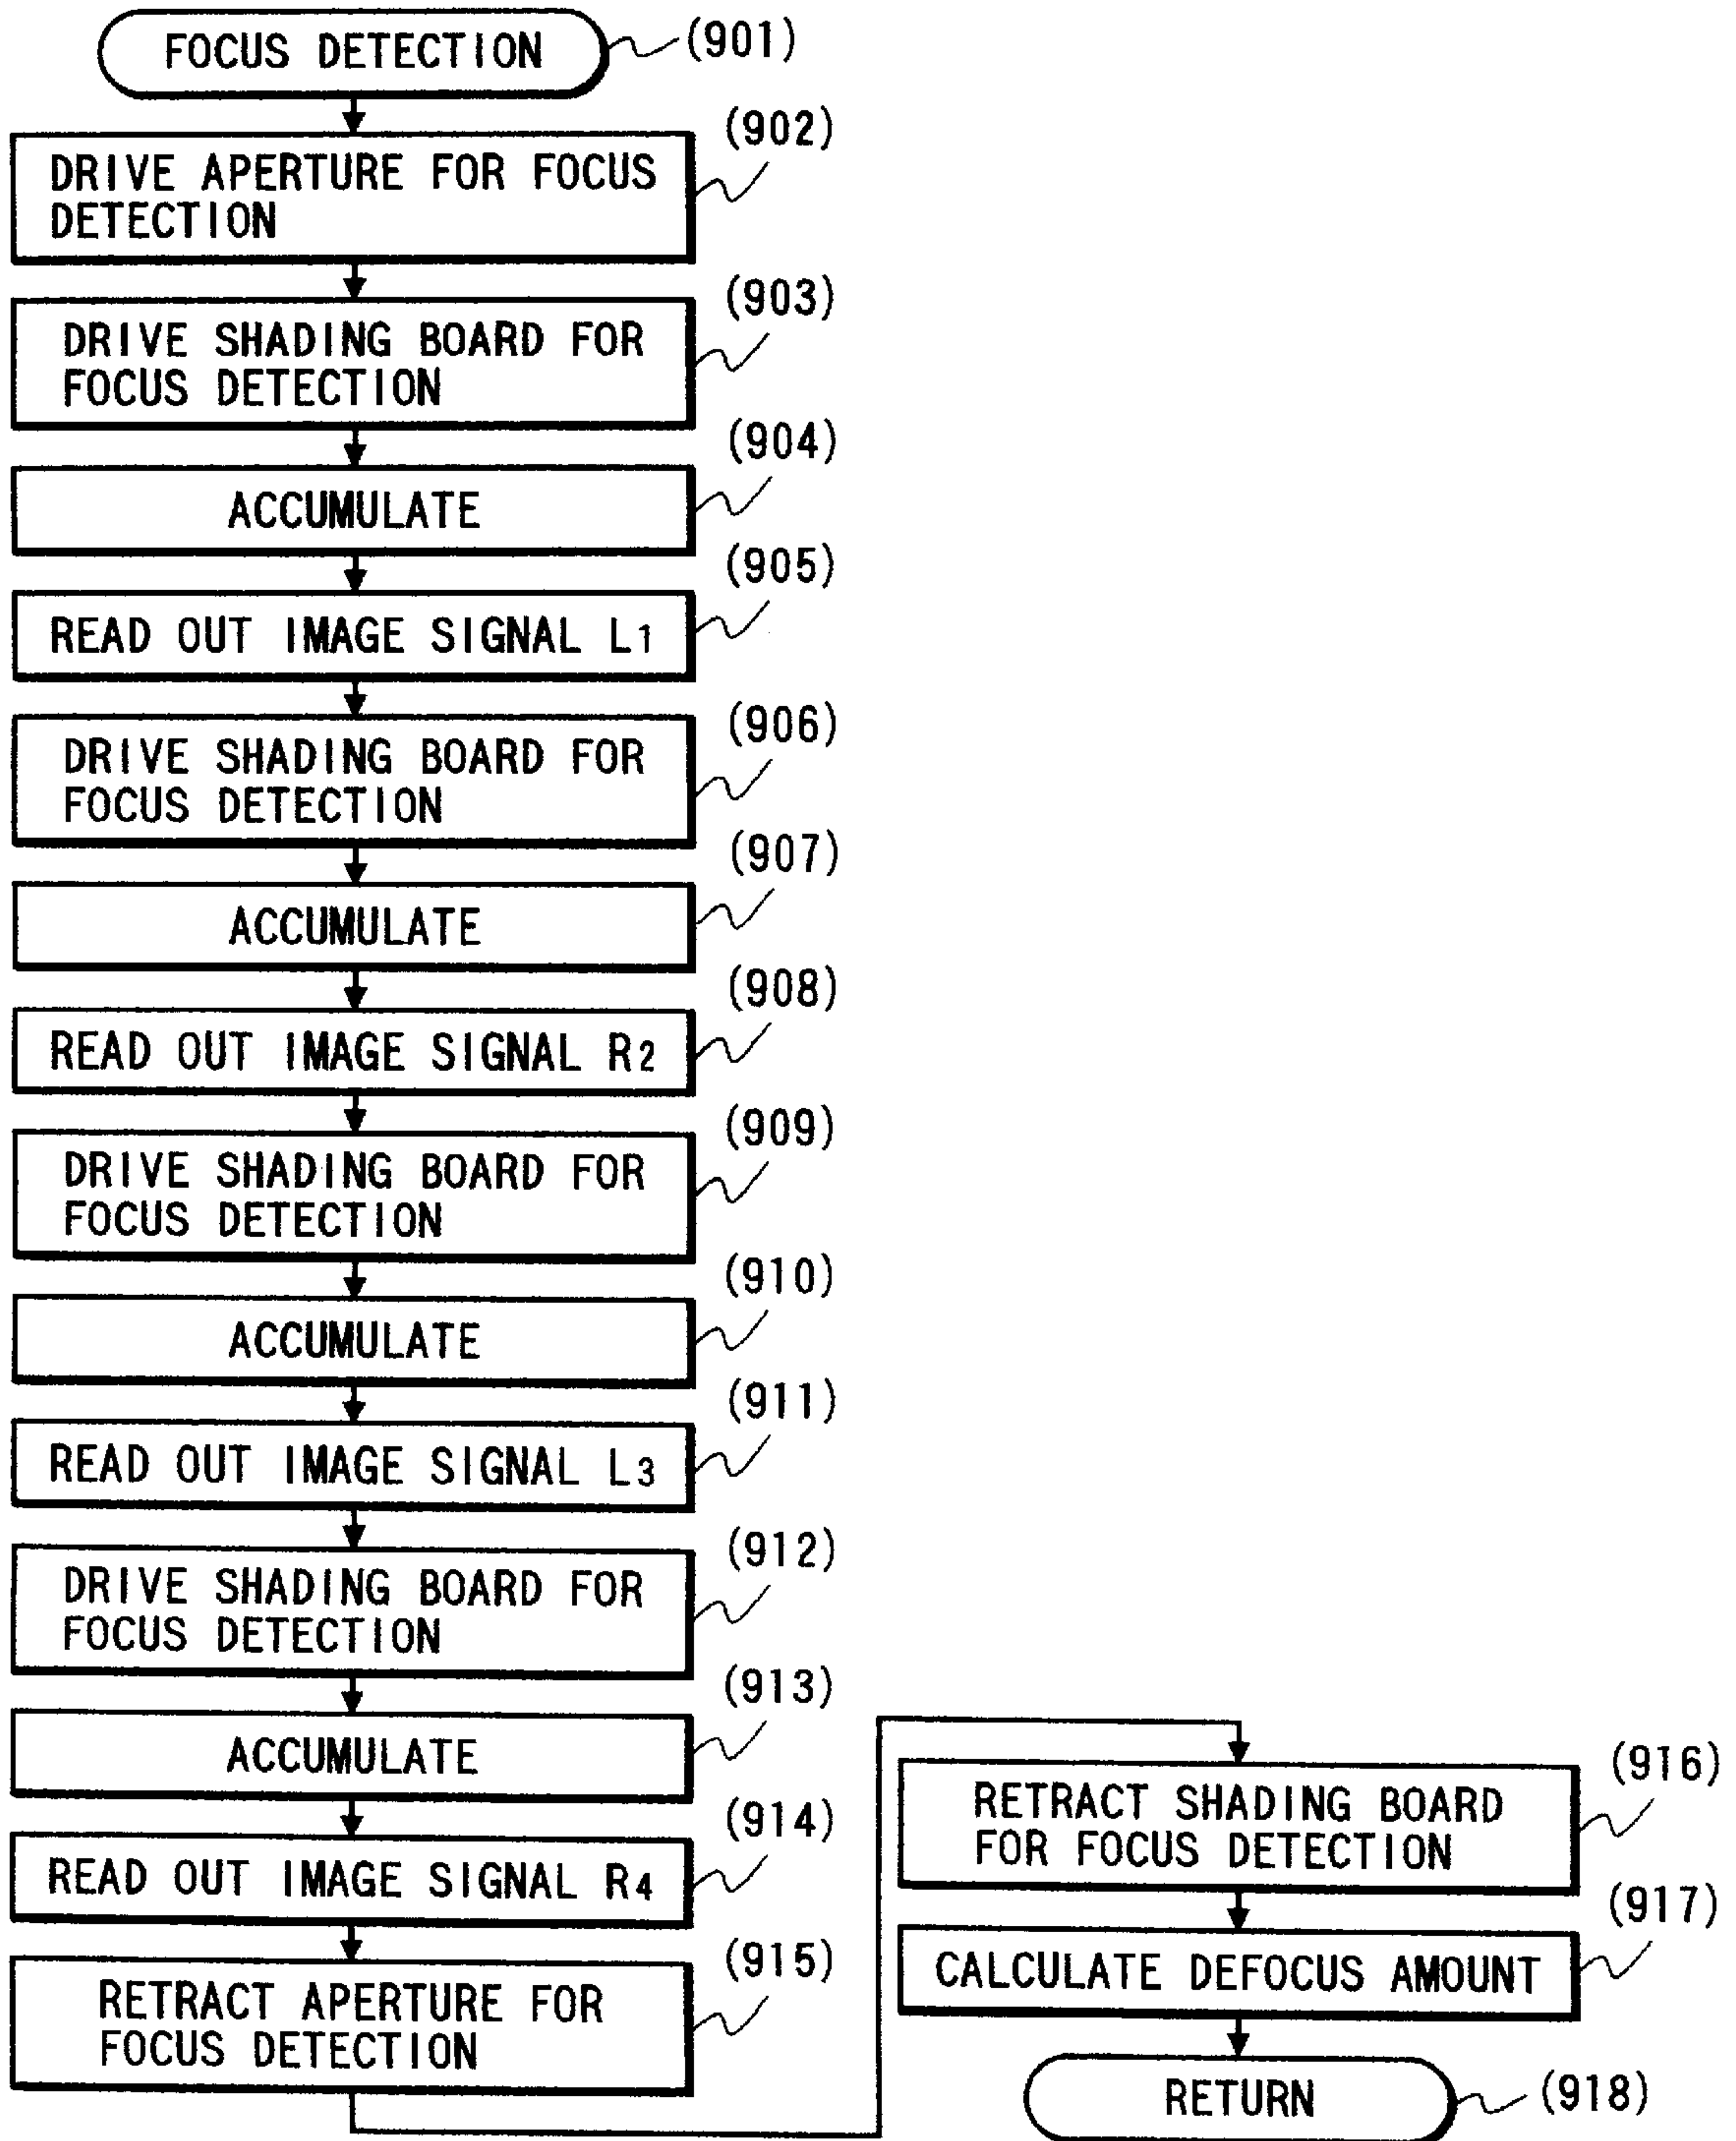 FOCUS DETECTION
(901)
DRIVE APERTURE FOR FOCUS
DETECTION
(902)
DRIVE SHADING BOARD FOR
FOCUS DETECTION
(903)
ACCUMULATE
(904)
READ OUT IMAGE SIGNAL L1
(905)
DRIVE SHADING BOARD FOR
FOCUS DETECTION
(906)
ACCUMULATE
(907)
READ OUT IMAGE SIGNAL R2
(908)
DRIVE SHADING BOARD FOR
FOCUS DETECTION
(909)
ACCUMULATE
(910)
READ OUT IMAGE SIGNAL L3
(911)
DRIVE SHADING BOARD FOR
FOCUS DETECTION
(912)
ACCUMULATE
(913)
READ OUT IMAGE SIGNAL R4
(914)
RETRACT APERTURE FOR
FOCUS DETECTION
(915)
RETRACT SHADING BOARD
FOR FOCUS DETECTION
(916)
CALCULATE DEFOCUS AMOUNT
(917)
RETURN
(918)